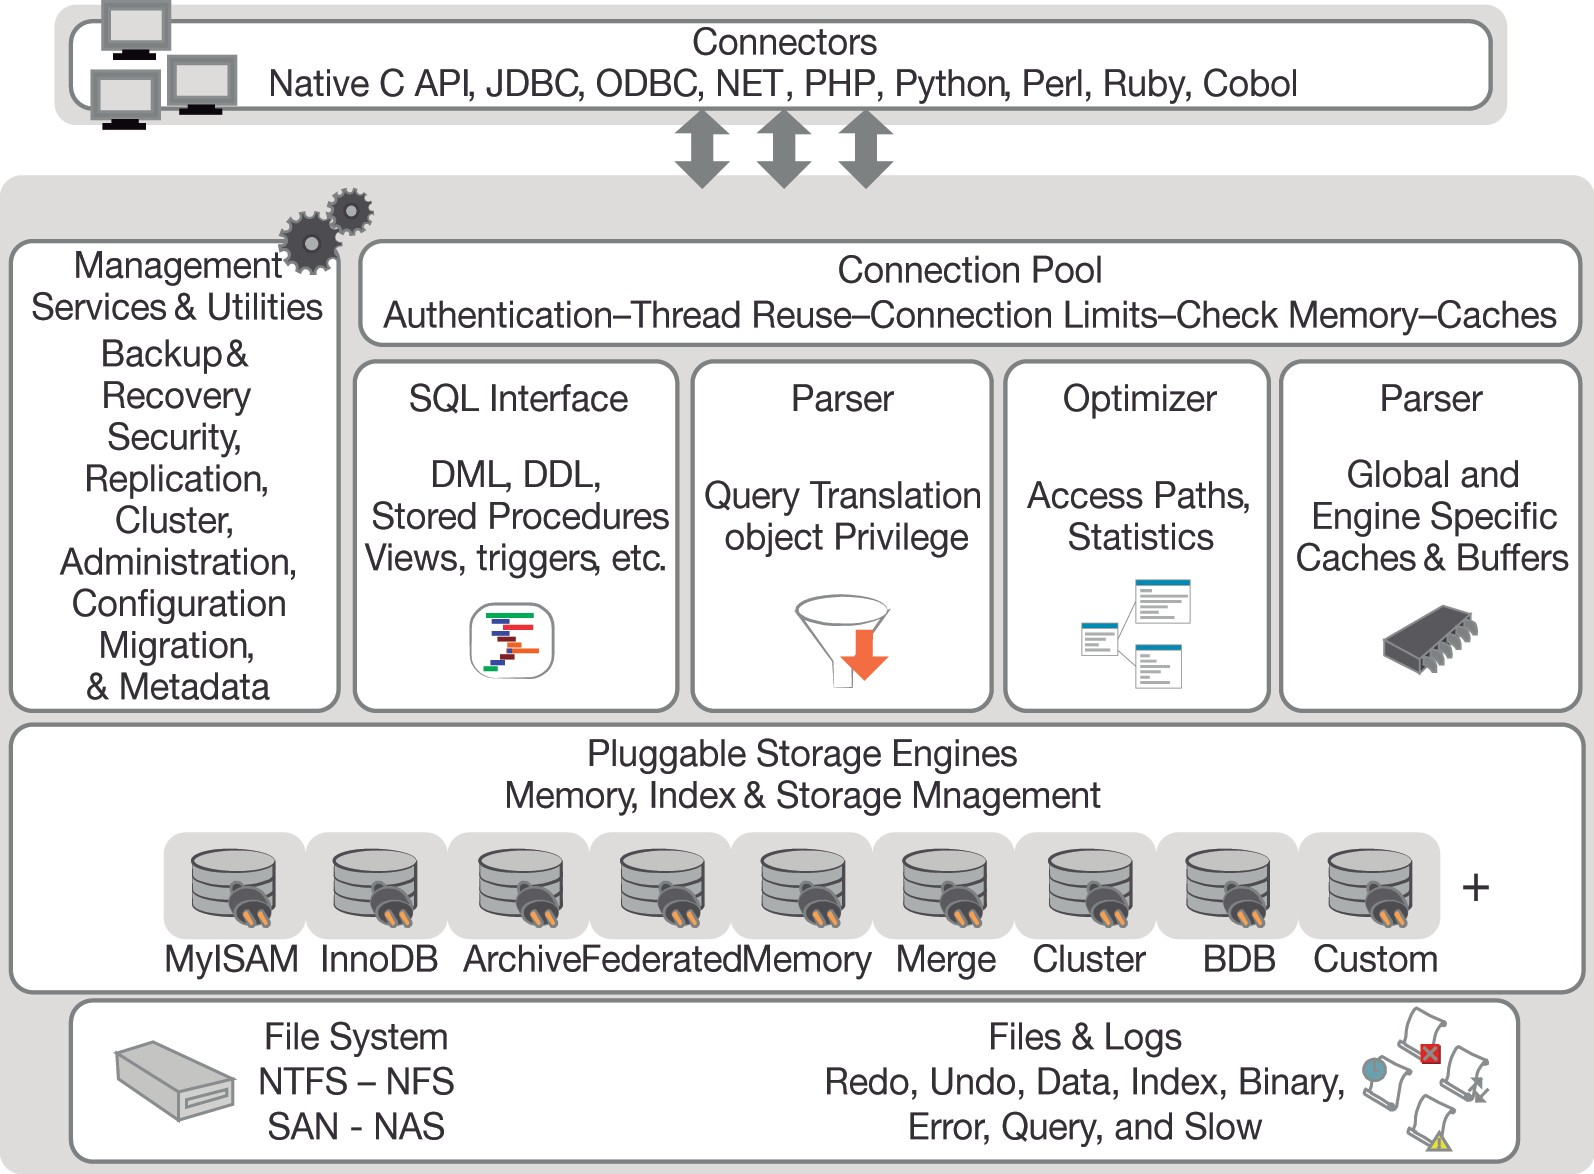 Connectors
Native C API, JDBC, ODBC, NET, PHP, Python, Perl, Ruby, Cobol
Management
Services & Utilities
Backup &
Recovery
Security,
Replication,
Cluster,
Administration,
Configuration
Migration,
& Metadata
Connection Pool
Authentication–Thread Reuse–Connection Limits–Check Memory–Caches
SQL Interface
DML, DDL,
Stored Procedures
Views, triggers, etc.
Parser
Query Translation
object Privilege
Optimizer
Access Paths,
Statistics
Parser
Global and
Engine Specific
Caches & Buffers
Pluggable Storage Engines
Memory, Index & Storage Mnagement
+
MyISAM InnoDB Archive Federated Memory Merge Cluster BDB Custom
File System
NTFS – NFS
SAN - NAS
Files & Logs
Redo, Undo, Data, Index, Binary,
Error, Query, and Slow